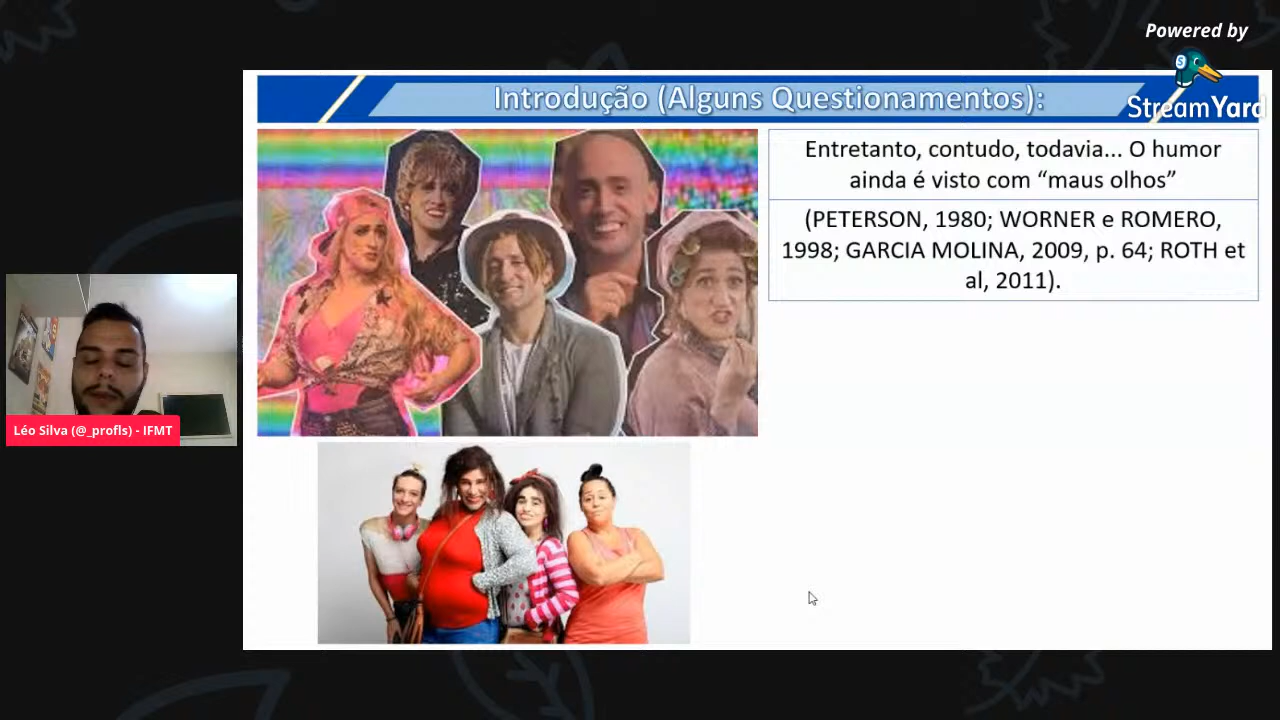 Powered by
StreamYard
Introdução (Alguns Questionamentos):
Entretanto, contudo, todavia... O humor
ainda é visto com “maus olhos”
(PETERSON, 1980; WORNER e ROMERO,
1998; GARCIA MOLINA, 2009, p. 64; ROTH et
al, 2011).
Léo Silva (@_profls) - IFMT